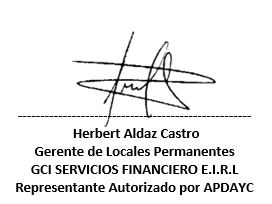 Herbert Aldaz Castro
Gerente de Locales Permanentes
GCI SERVICIOS FINANCIERO E.I.R.L
Representante Autorizado por APDAYC